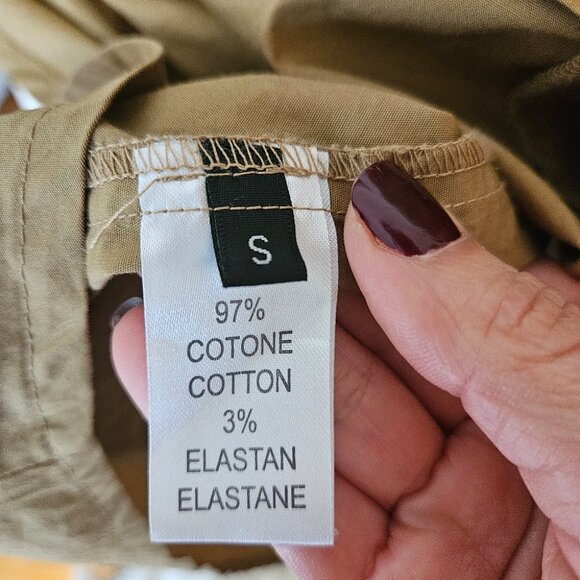 S
97%
COTONE
COTTON
3%
ELASTAN
ELASTANE